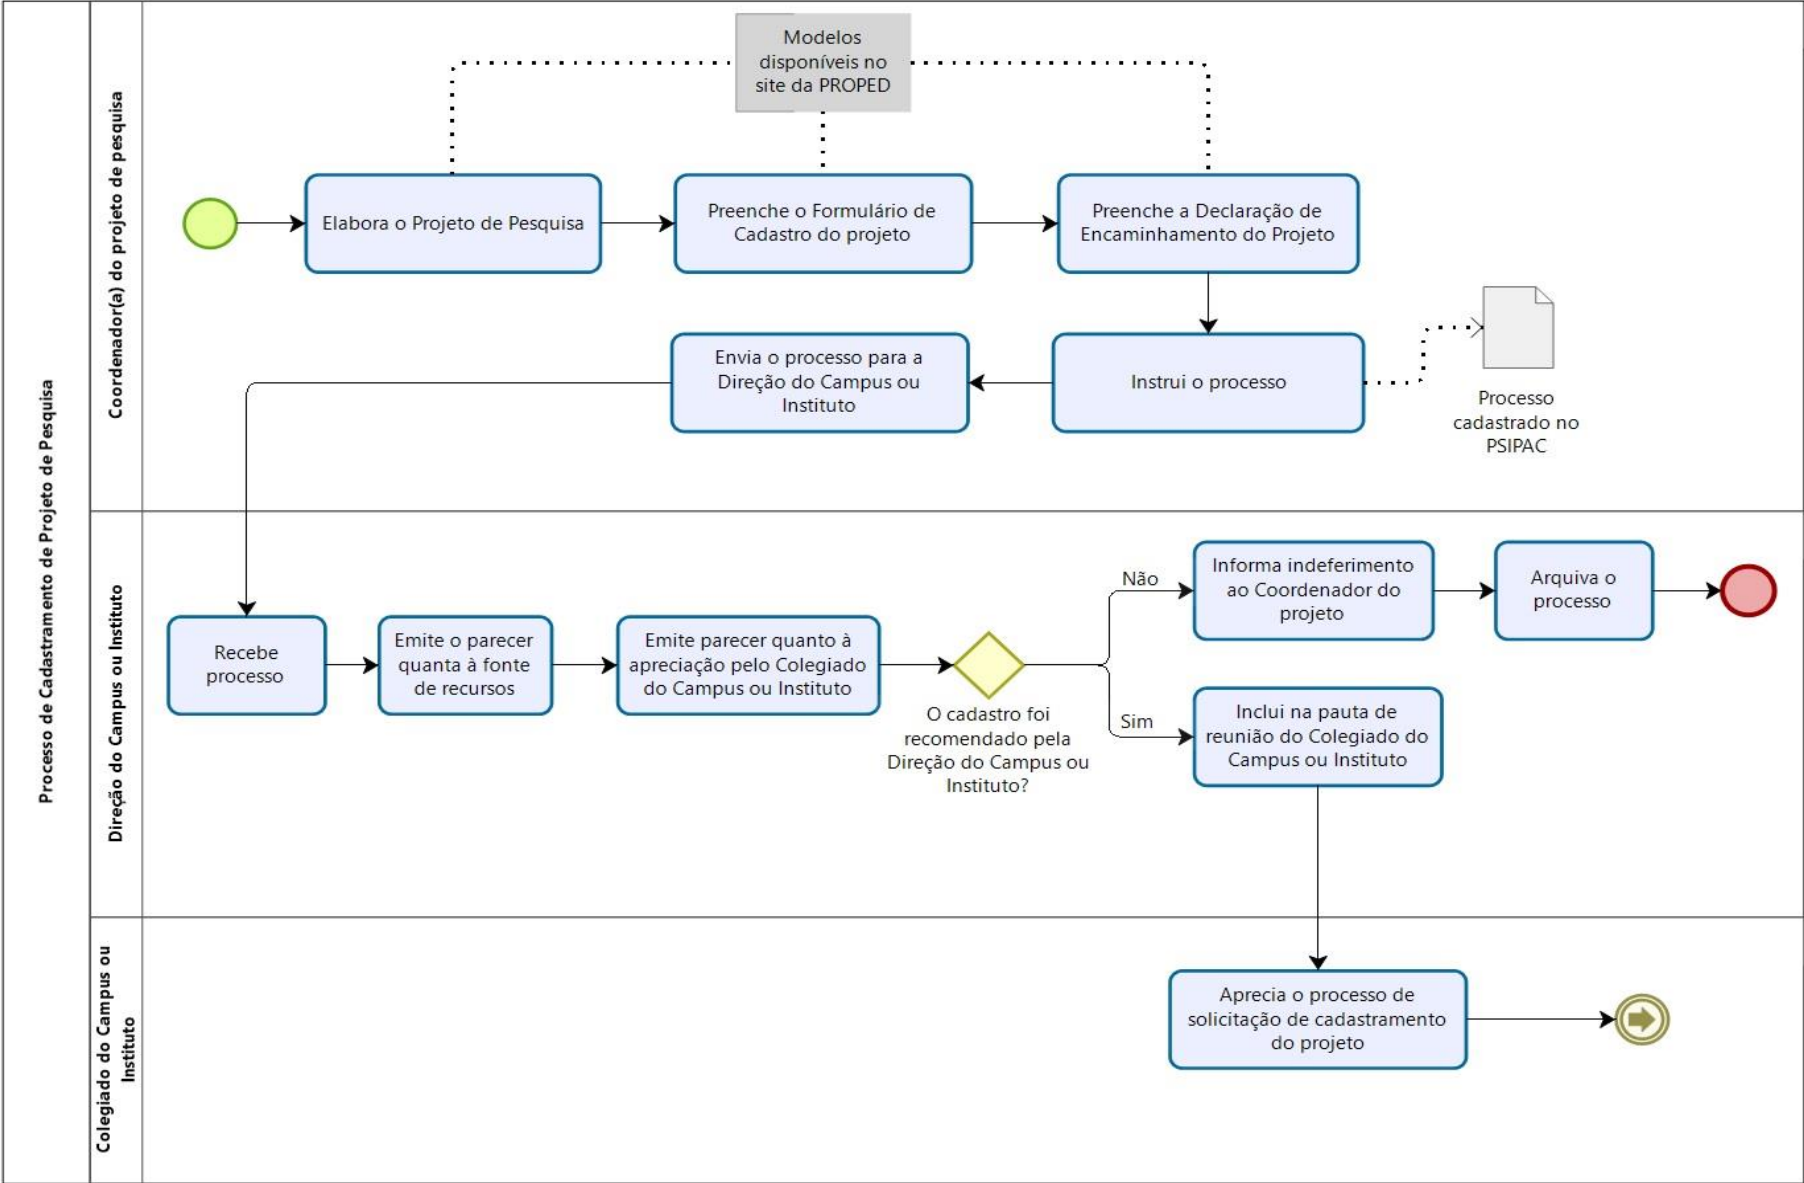 Processo de Cadastramento de Projeto de Pesquisa
Coordenador(a) do projeto de pesquisa
Modelos
disponíveis no
site da PROPED
Elabora o Projeto de Pesquisa
Preenche o Formulário de
Cadastro do projeto
Preenche a Declaração de
Encaminhamento do Projeto
Instrui o processo
Processo
cadastrado no
PSIPAC
Envia o processo para a
Direção do Campus ou
Instituto
Direção do Campus ou Instituto
Recebe
processo
Emite o parecer
quanta à fonte
de recursos
Emite parecer quanto à
apreciação pelo Colegiado
do Campus ou Instituto
O cadastro foi
recomendado pela
Direção do Campus ou
Instituto?
Não
Informa indeferimento
ao Coordenador do
projeto
Arquiva o
processo
Sim
Inclui na pauta de
reunião do Colegiado do
Campus ou Instituto
Colegiado do Campus ou
Instituto
Aprecia o processo de
solicitação de cadastramento
do projeto